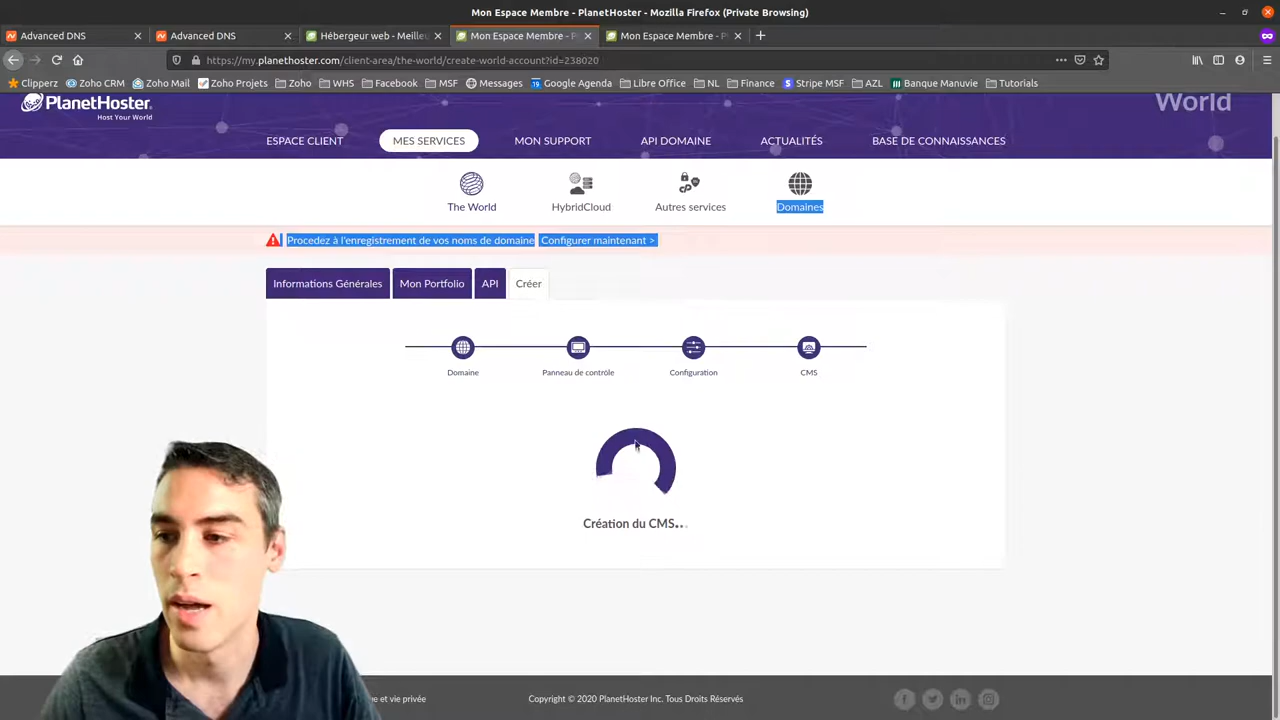 Mon Espace Membre - PlanetHoster - Mozilla Firefox (Private Browsing)
Advanced DNS
Advanced DNS
Hébergeur web - Meilleu
Mon Espace Membre - P
Mon Espace Membre - Pl
https://my.planethoster.com/client-area/the-world/create-world-account?id=238020
Clipperz Zoho CRM Zoho Mail Zoho Projets Zoho WHS Facebook MSF Messages Google Agenda Libre Office NL Finance Stripe MSF AZL Banque Manuvie Tutorials
PlanetHoster
Host Your World
World
ESPACE CLIENT MES SERVICES MON SUPPORT API DOMAINE ACTUALITÉS BASE DE CONNAISSANCES
The World HybridCloud Autres services Domaines
Procedez à l'enregistrement de vos noms de domaine Configurer maintenant >
Informations Générales Mon Portfolio API Créer
Domaine Panneau de contrôle Configuration CMS
Création du CMS...
et vie privée Copyright © 2020 PlanetHoster Inc. Tous Droits Réservés